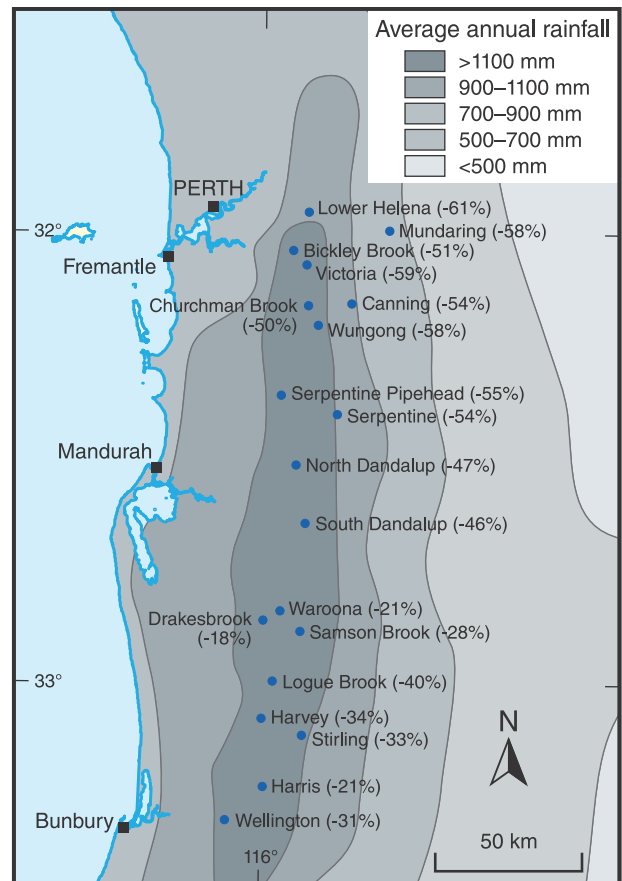 Average annual rainfall
>1100 mm
900–1100 mm
700–900 mm
500–700 mm
<500 mm
PERTH
Lower Helena (-61%)
32°
Mundaring (-58%)
Bickley Brook (-51%)
Fremantle
Victoria (-59%)
Churchman Brook
(-50%)
Canning (-54%)
Wungong (-58%)
Serpentine Pipehead (-55%)
Serpentine (-54%)
Mandurah
North Dandalup (-47%)
South Dandalup (-46%)
Waroona (-21%)
Drakesbrook
(-18%)
Samson Brook (-28%)
33°
Logue Brook (-40%)
Harvey (-34%)
Stirling (-33%)
N
Harris (-21%)
Bunbury
Wellington (-31%)
50 km
116°